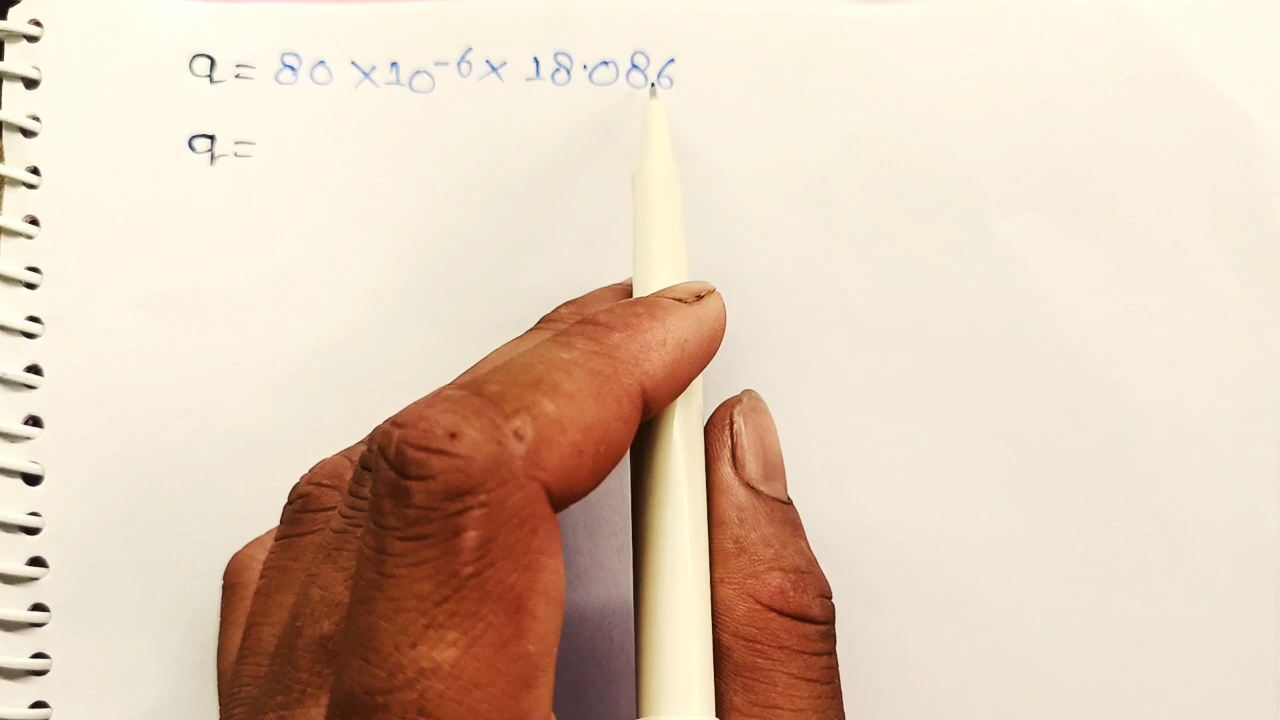 q = 80 × 10⁻⁶ × 18.086
q =